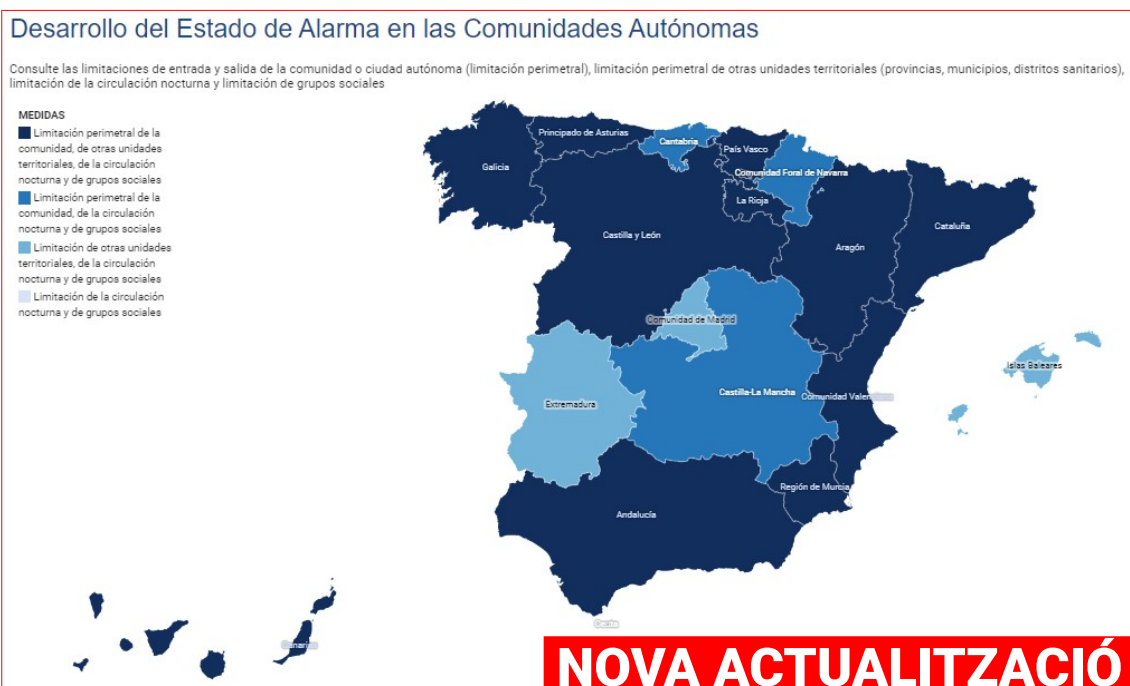 Desarrollo del Estado de Alarma en las Comunidades Autónomas
Consulte las limitaciones de entrada y salida de la comunidad o ciudad autónoma (limitación perimetral), limitación perimetral de otras unidades territoriales (provincias, municipios, distritos sanitarios),
limitación de la circulación nocturna y limitación de grupos sociales
MEDIDAS
Limitación perimetral de la
comunidad, de otras unidades
territoriales, de la circulación
nocturna y de grupos sociales
Limitación perimetral de la
comunidad, de la circulación
nocturna y de grupos sociales
Limitación de otras unidades
territoriales, de la circulación
nocturna y de grupos sociales
Limitación de la circulación
nocturna y de grupos sociales
Principado de Asturias
Cantabria
País Vasco
Galicia
Comunidad Foral de Navarra
La Rioja
Cataluña
Castilla y León
Aragón
Comunidad de Madrid
Islas Baleares
Castilla-La Mancha
Comunidad Valenciana
Extremadura
Región de Murcia
Andalucía
Ceuta
Canarias
NOVA ACTUALITZACIÓ